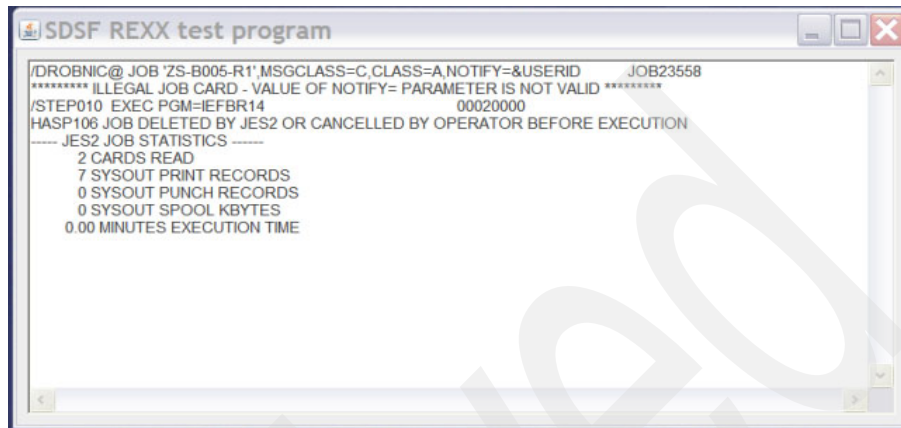 SDSF REXX test program
/DROBNIC@ JOB 'ZS-B005-R1',MSGCLASS=C,CLASS=A,NOTIFY=&USERID JOB23558
********* ILLEGAL JOB CARD - VALUE OF NOTIFY= PARAMETER IS NOT VALID *********
/STEP010 EXEC PGM=IEFBR14 00020000
HASP106 JOB DELETED BY JES2 OR CANCELLED BY OPERATOR BEFORE EXECUTION
----- JES2 JOB STATISTICS ------
2 CARDS READ
7 SYSOUT PRINT RECORDS
0 SYSOUT PUNCH RECORDS
0 SYSOUT SPOOL KBYTES
0.00 MINUTES EXECUTION TIME